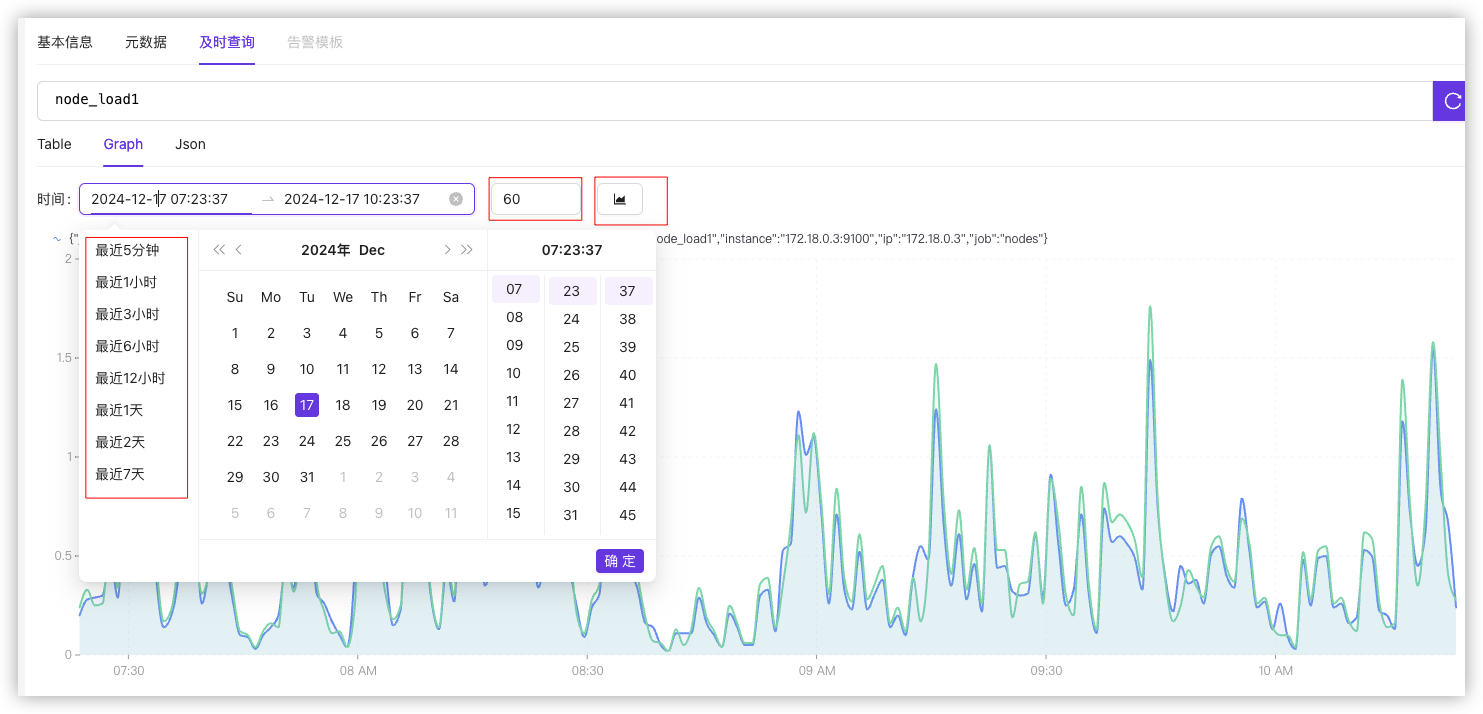 基本信息 元数据 及时查询 告警模板
node_load1
Table Graph Json
时间: 2024-12-17 07:23:37 → 2024-12-17 10:23:37 60
{" ode_load1","instance":"172.18.0.3:9100","ip":"172.18.0.3","job":"nodes"}
最近5分钟
最近1小时
最近3小时
最近6小时
最近12小时
最近1天
最近2天
最近7天
2024年 Dec
Su Mo Tu We Th Fr Sa
1 2 3 4 5 6 7
8 9 10 11 12 13 14
15 16 17 18 19 20 21
22 23 24 25 26 27 28
29 30 31 1 2 3 4
5 6 7 8 9 10 11
07:23:37
07 23 37
08 24 38
09 25 39
10 26 40
11 27 41
12 28 42
13 29 43
14 30 44
15 31 45
确 定
2
1.5
1
0.5
0
07:30 08 AM 08:30 09 AM 09:30 10 AM